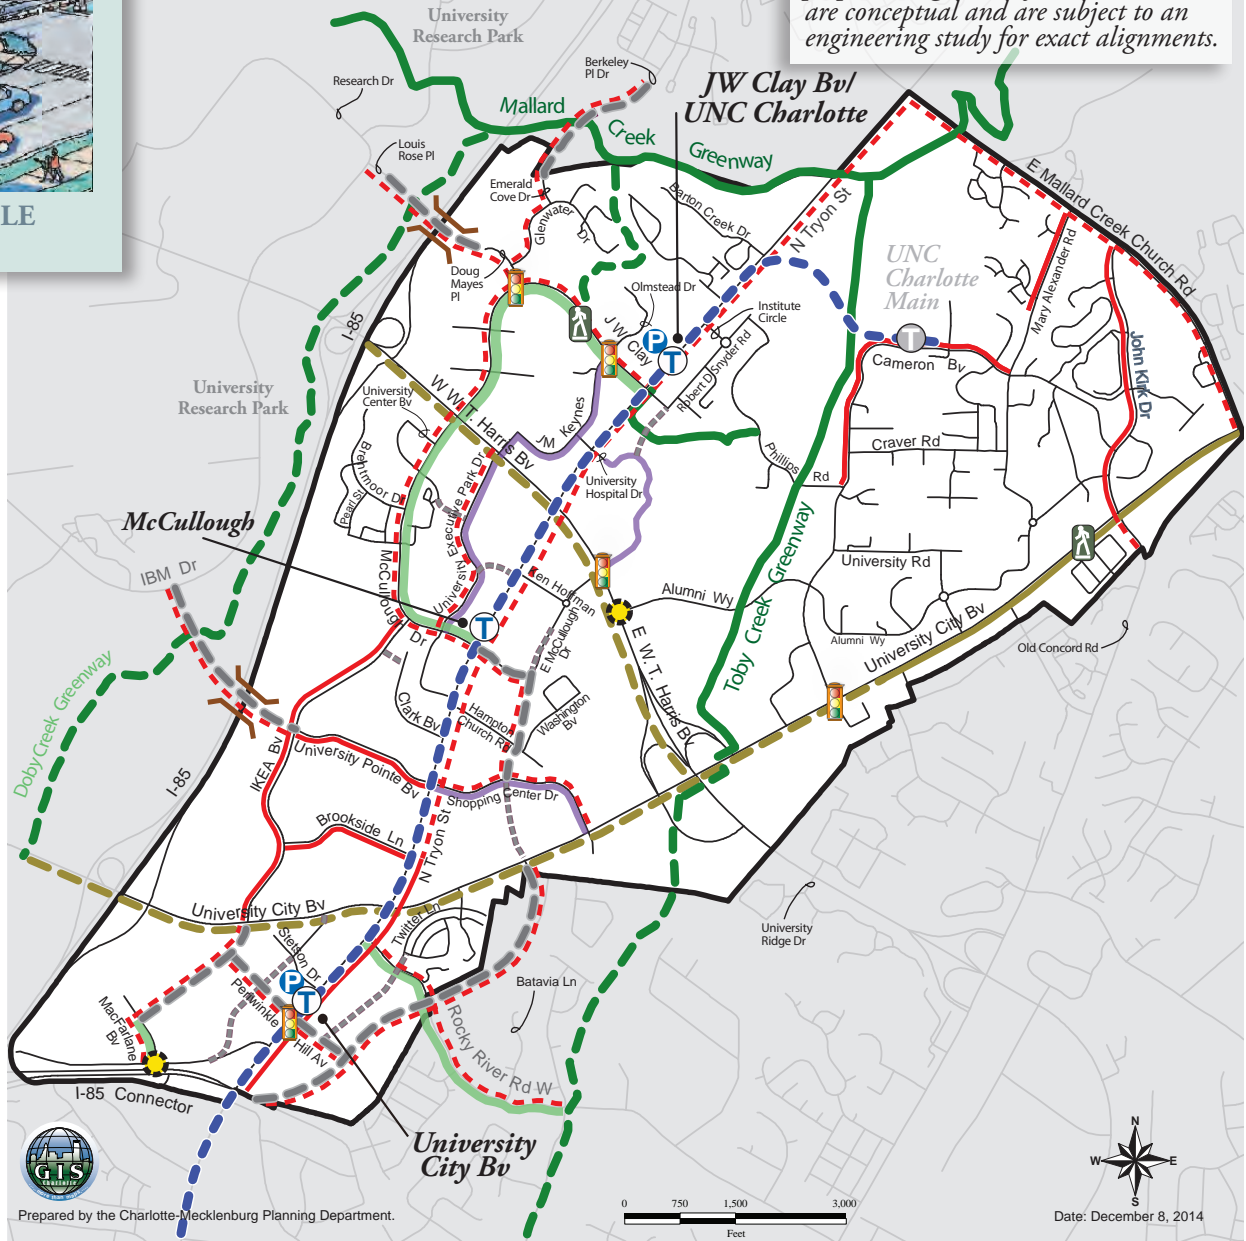 LE
are conceptual and are subject to an
engineering study for exact alignments.
University
Research Park
Berkeley
Pl Dr
Research Dr
JW Clay Bv/
UNC Charlotte
Mallard
Creek
Greenway
Louis
Rose Pl
Emerald
Cove Dr
Glenwater
Dr
Barton Creek Dr
N Tryon St
E Mallard Creek Church Rd
UNC
Charlotte
Main
Mary Alexander Rd
Doug
Mayes
Pl
Olmstead Dr
Institute
Circle
I-85
J W Clay
P
T
T
Robert D Snyder Rd
Cameron Bv
John Kirk Dr
University
Research Park
University
Center Bv
W W.T. Harris Bv
JM Keynes
Craver Rd
Phillips
Rd
Brentmoor Dr
Pearl St
University Executive Park Dr
University
Hospital Dr
McCullough
IBM Dr
McCullough Dr
Ken Hoffman
T
E McCullough
Dr
Alumni Wy
University Rd
Toby Creek Greenway
Alumni Wy
University City Bv
Old Concord Rd
E W.T. Harris Bv
Doby Creek Greenway
Clark Bv
Hampton
Church Rd
Washington
Bv
I-85
IKEA Bv
University Pointe Bv
Shopping Center Dr
Brookside Ln
N Tryon St
University City Bv
Twitter Ln
Stetson Dr
University
Ridge Dr
Periwinkle
Hill Av
P
T
MacFarlane
Bv
Batavia Ln
Rocky River Rd W
I-85 Connector
University
City Bv
GIS
N
W
E
S
0 750 1,500 3,000
Feet
Prepared by the Charlotte-Mecklenburg Planning Department.
Date: December 8, 2014